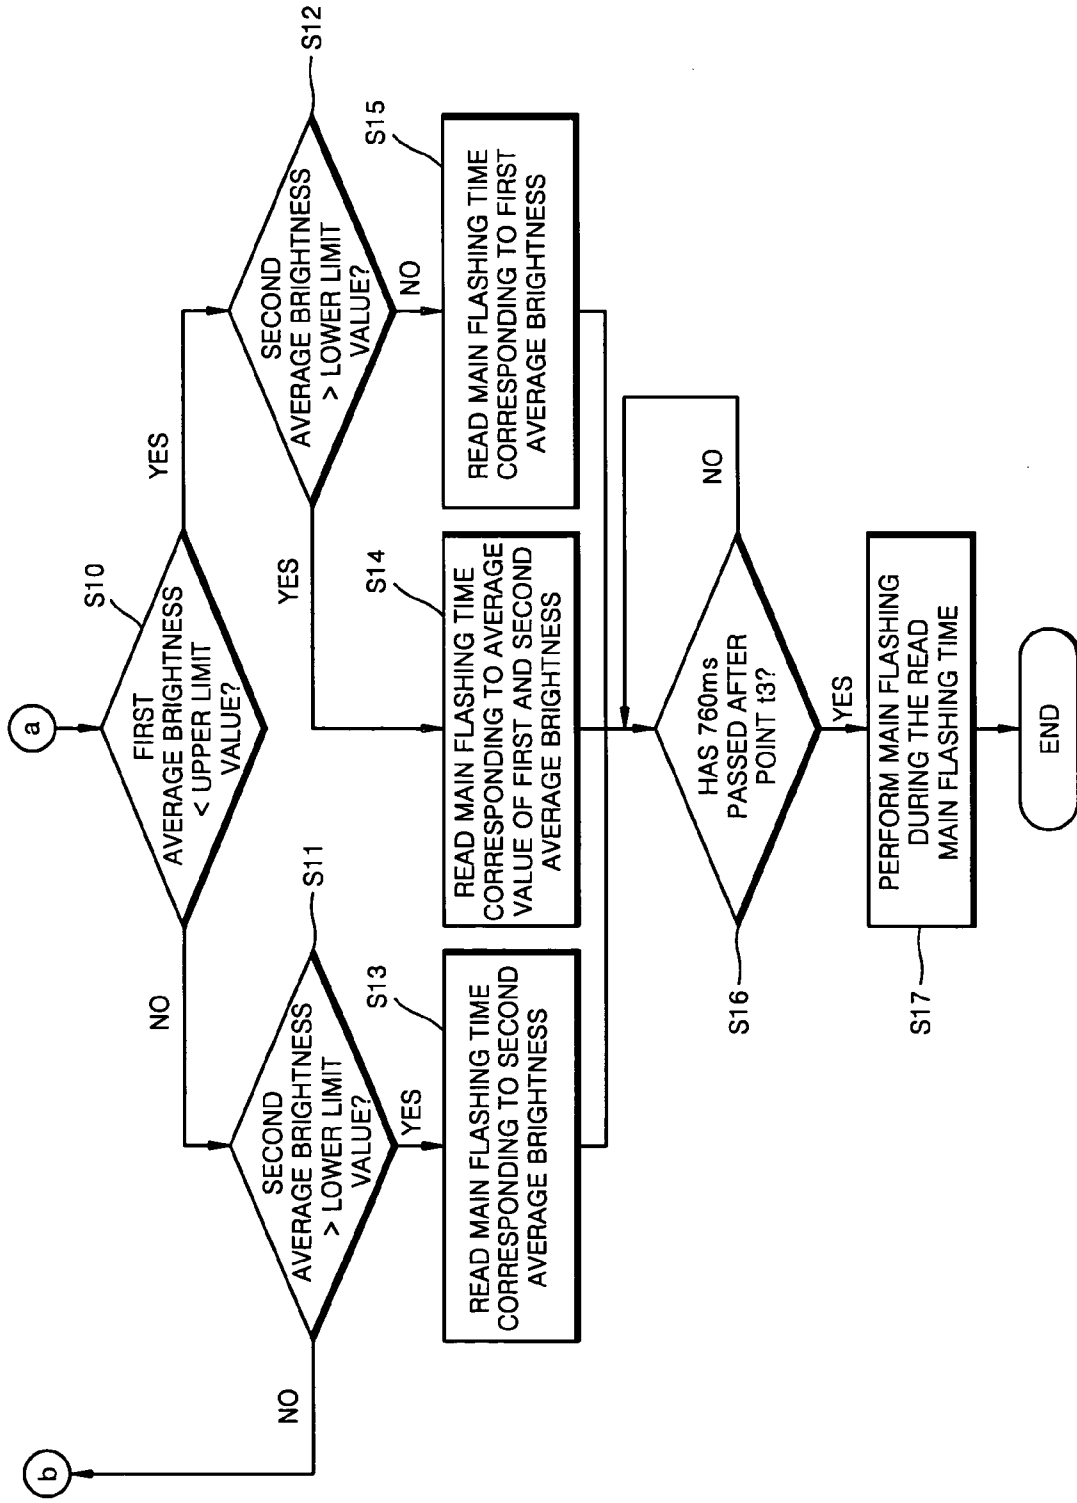 a
FIRST
AVERAGE BRIGHTNESS
< UPPER LIMIT
VALUE?
S10
NO
YES
b
NO
SECOND
AVERAGE BRIGHTNESS
> LOWER LIMIT
VALUE?
S11
YES
YES
SECOND
AVERAGE BRIGHTNESS
> LOWER LIMIT
VALUE?
S12
NO
READ MAIN FLASHING TIME
CORRESPONDING TO SECOND
AVERAGE BRIGHTNESS
S13
READ MAIN FLASHING TIME
CORRESPONDING TO AVERAGE
VALUE OF FIRST AND SECOND
AVERAGE BRIGHTNESS
S14
READ MAIN FLASHING TIME
CORRESPONDING TO FIRST
AVERAGE BRIGHTNESS
S15
S16
HAS 760ms
PASSED AFTER
POINT t3?
NO
YES
S17
PERFORM MAIN FLASHING
DURING THE READ
MAIN FLASHING TIME
END